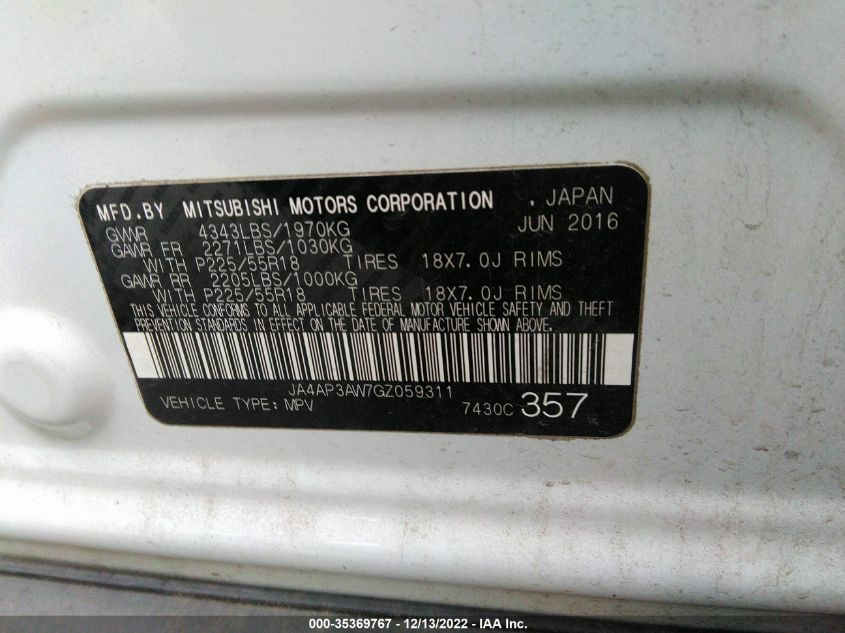 MFD.BY MITSUBISHI MOTORS CORPORATION . JAPAN
GVWR 4343LBS/1970KG JUN 2016
GAWR FR 2271LBS/1030KG
WITH P225/55R18 TIRES 18X7.0J RIMS
GAWR RR 2205LBS/1000KG
WITH P225/55R18 TIRES 18X7.0J RIMS
THIS VEHICLE CONFORMS TO ALL APPLICABLE FEDERAL MOTOR VEHICLE SAFETY AND THEFT
PREVENTION STANDARDS IN EFFECT ON THE DATE OF MANUFACTURE SHOWN ABOVE.
JA4AP3AW7GZ059311
VEHICLE TYPE: MPV 7430C 357
000-35369767 - 12/13/2022 - IAA Inc.